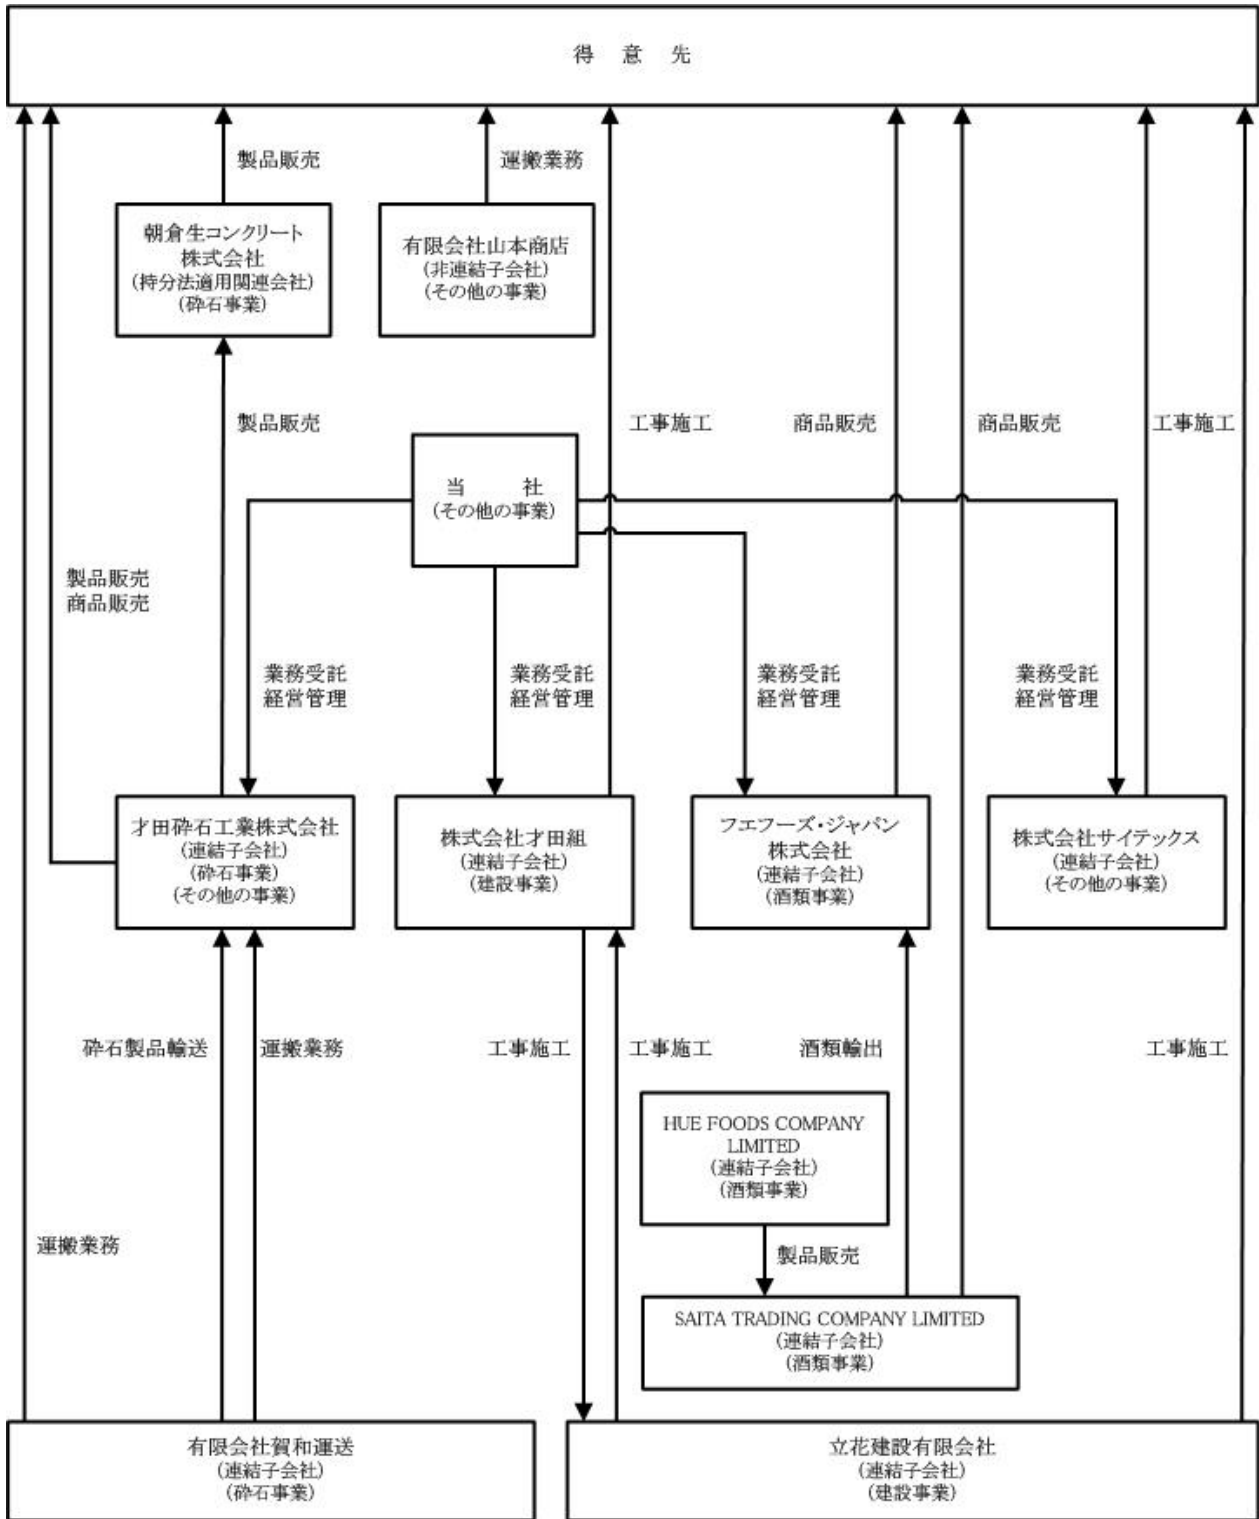 得 意 先
製品販売
運搬業務
朝倉生コンクリート
株式会社
(持分法適用関連会社)
(砕石事業)
有限会社山本商店
(非連結子会社)
(その他の事業)
製品販売
工事施工
商品販売
商品販売
工事施工
当 社
(その他の事業)
製品販売
商品販売
業務受託
経営管理
業務受託
経営管理
業務受託
経営管理
業務受託
経営管理
才田砕石工業株式会社
(連結子会社)
(砕石事業)
(その他の事業)
株式会社才田組
(連結子会社)
(建設事業)
フエフーズ・ジャパン
株式会社
(連結子会社)
(酒類事業)
株式会社サイテックス
(連結子会社)
(その他の事業)
砕石製品輸送
運搬業務
工事施工
工事施工
酒類輸出
工事施工
HUE FOODS COMPANY
LIMITED
(連結子会社)
(酒類事業)
運搬業務
製品販売
SAITA TRADING COMPANY LIMITED
(連結子会社)
(酒類事業)
有限会社賀和運送
(連結子会社)
(砕石事業)
立花建設有限会社
(連結子会社)
(建設事業)